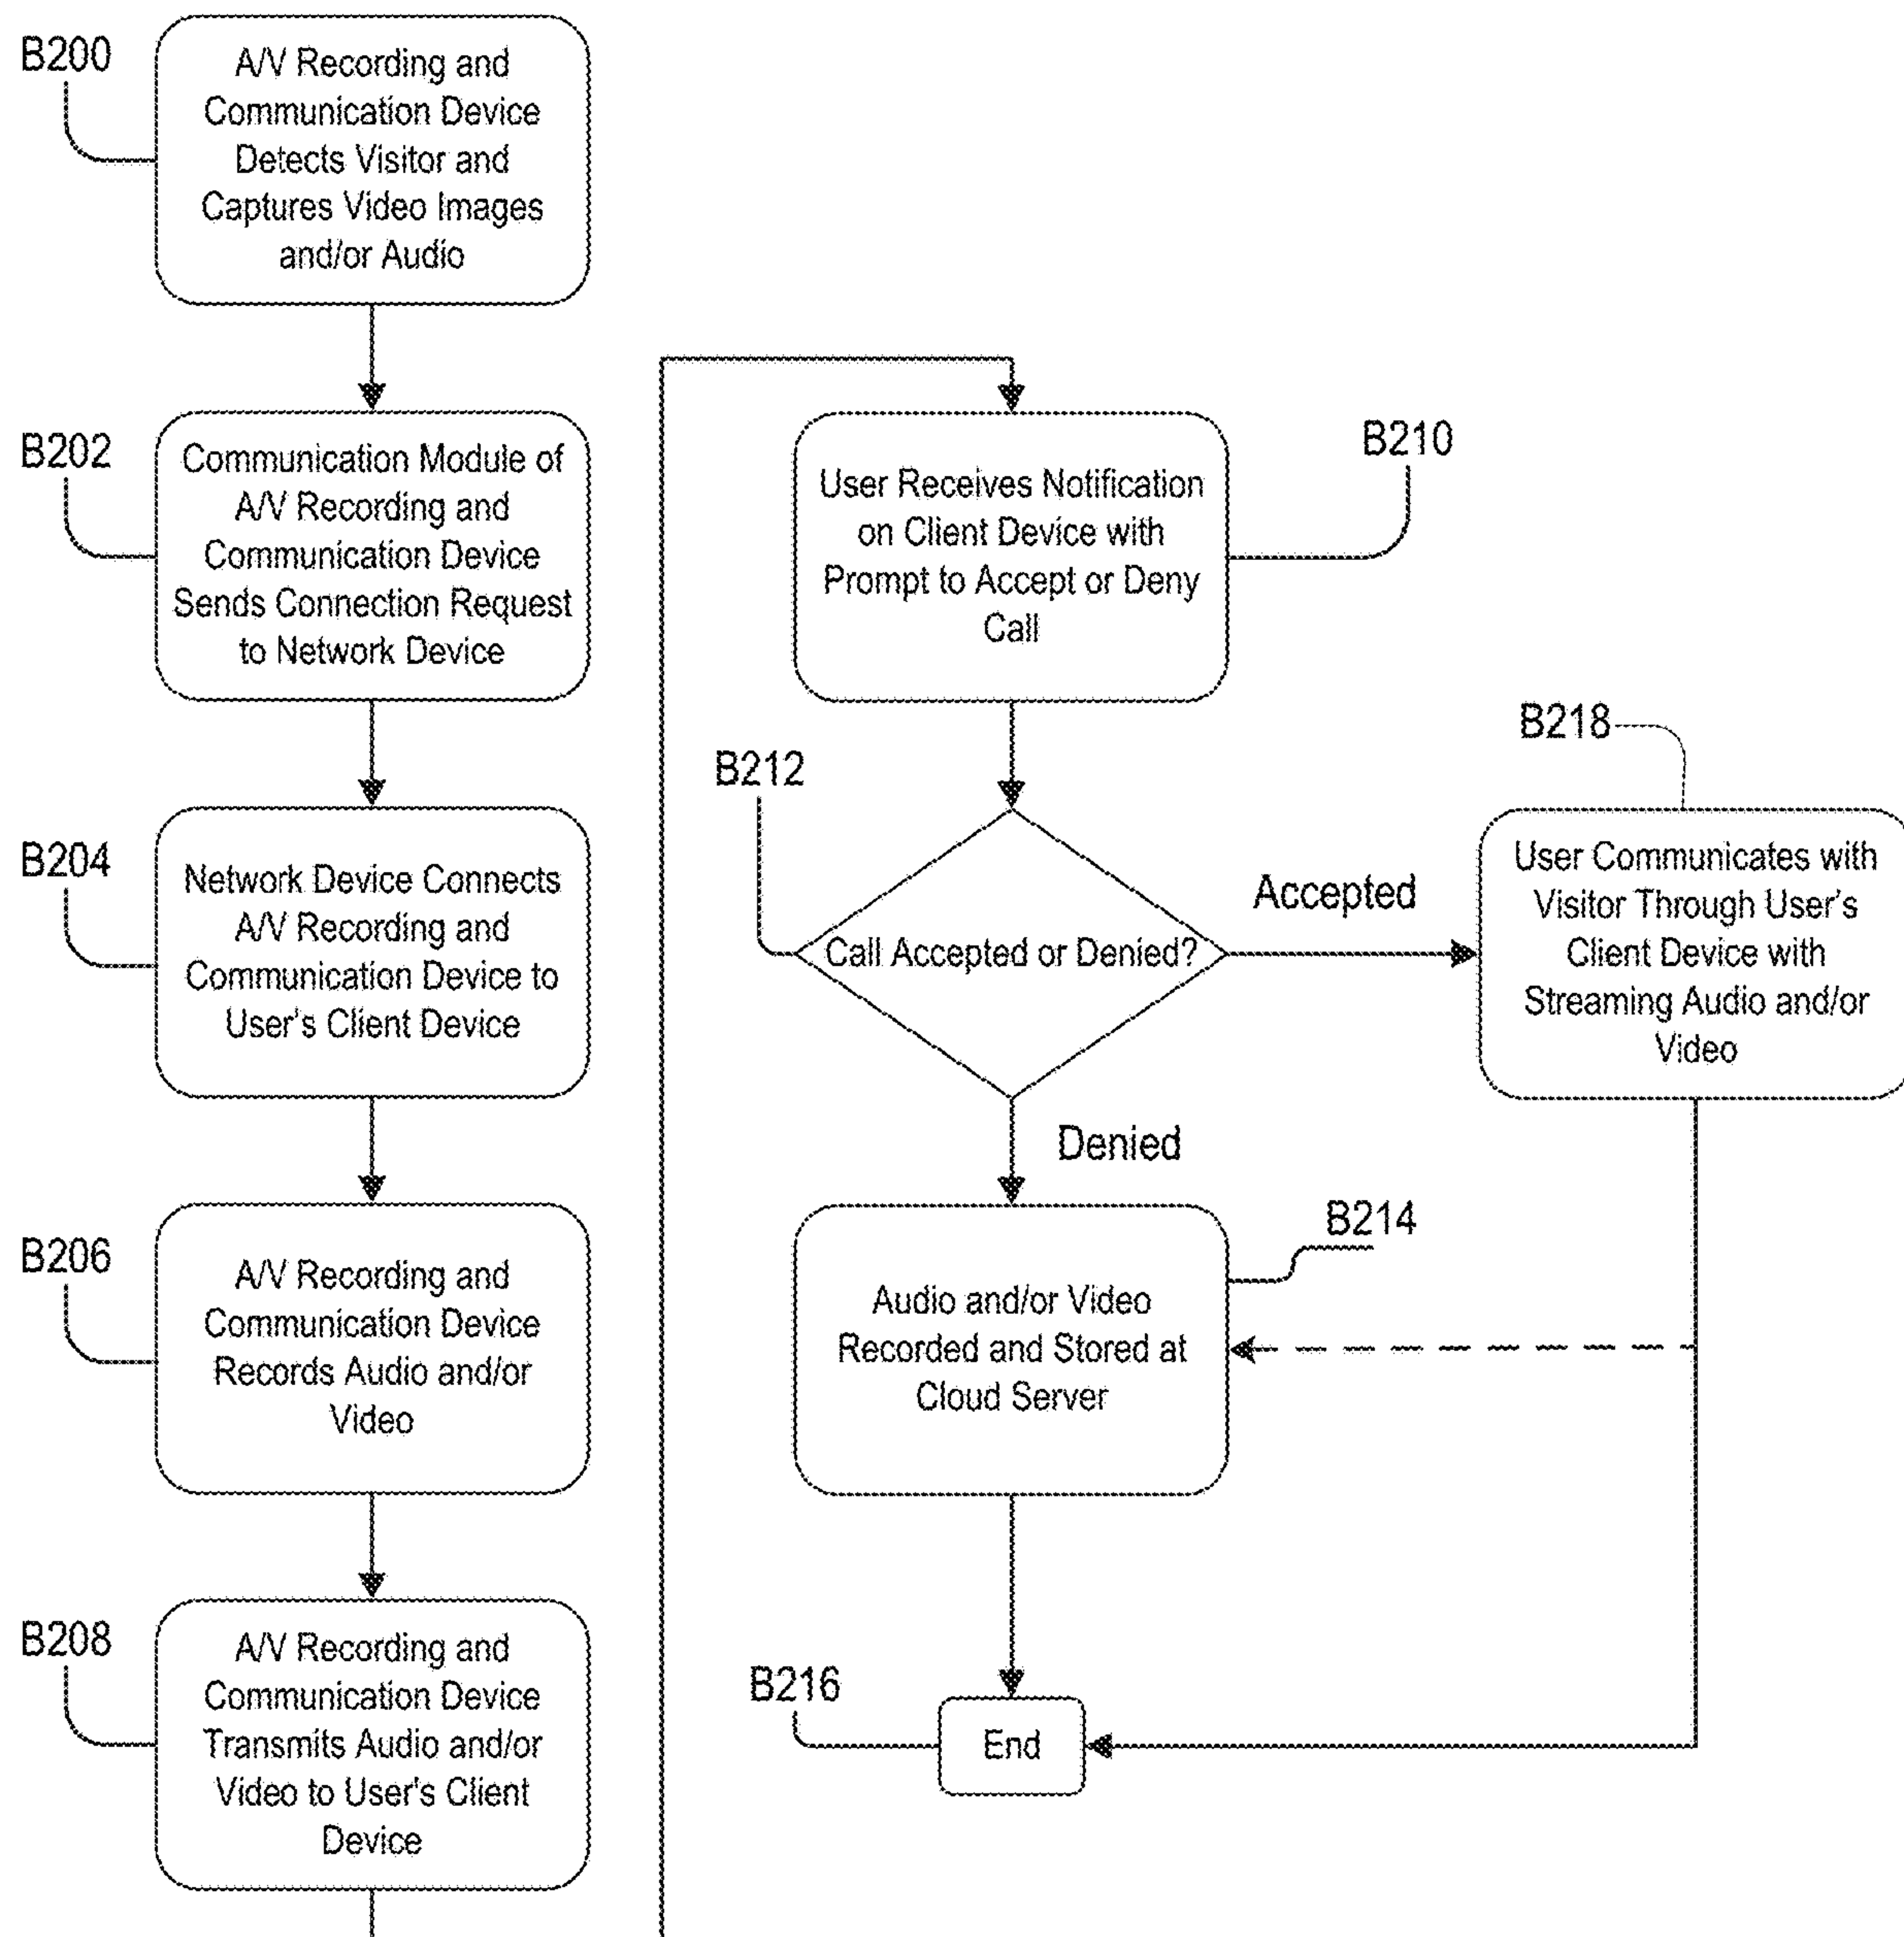 B200
A/V Recording and
Communication Device
Detects Visitor and
Captures Video Images
and/or Audio
B202
Communication Module of
A/V Recording and
Communication Device
Sends Connection Request
to Network Device
B204
Network Device Connects
A/V Recording and
Communication Device to
User's Client Device
B206
A/V Recording and
Communication Device
Records Audio and/or
Video
B208
A/V Recording and
Communication Device
Transmits Audio and/or
Video to User's Client
Device
B210
User Receives Notification
on Client Device with
Prompt to Accept or Deny
Call
B212
Call Accepted or Denied?
Accepted
B218
User Communicates with
Visitor Through User's
Client Device with
Streaming Audio and/or
Video
Denied
B214
Audio and/or Video
Recorded and Stored at
Cloud Server
B216
End